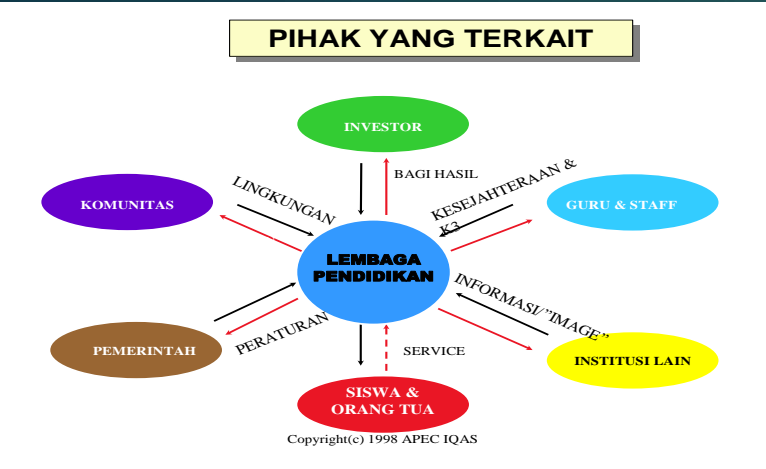 PIHAK YANG TERKAIT
INVESTOR
BAGI HASIL
KESEJAHTERAAN &
K3
LINGKUNGAN
KOMUNITAS
GURU & STAFF
LEMBAGA
PENDIDIKAN
INFORMASI/"IMAGE"
PERATURAN
PEMERINTAH
SERVICE
INSTITUSI LAIN
SISWA &
ORANG TUA
Copyright(c) 1998 APEC IQAS